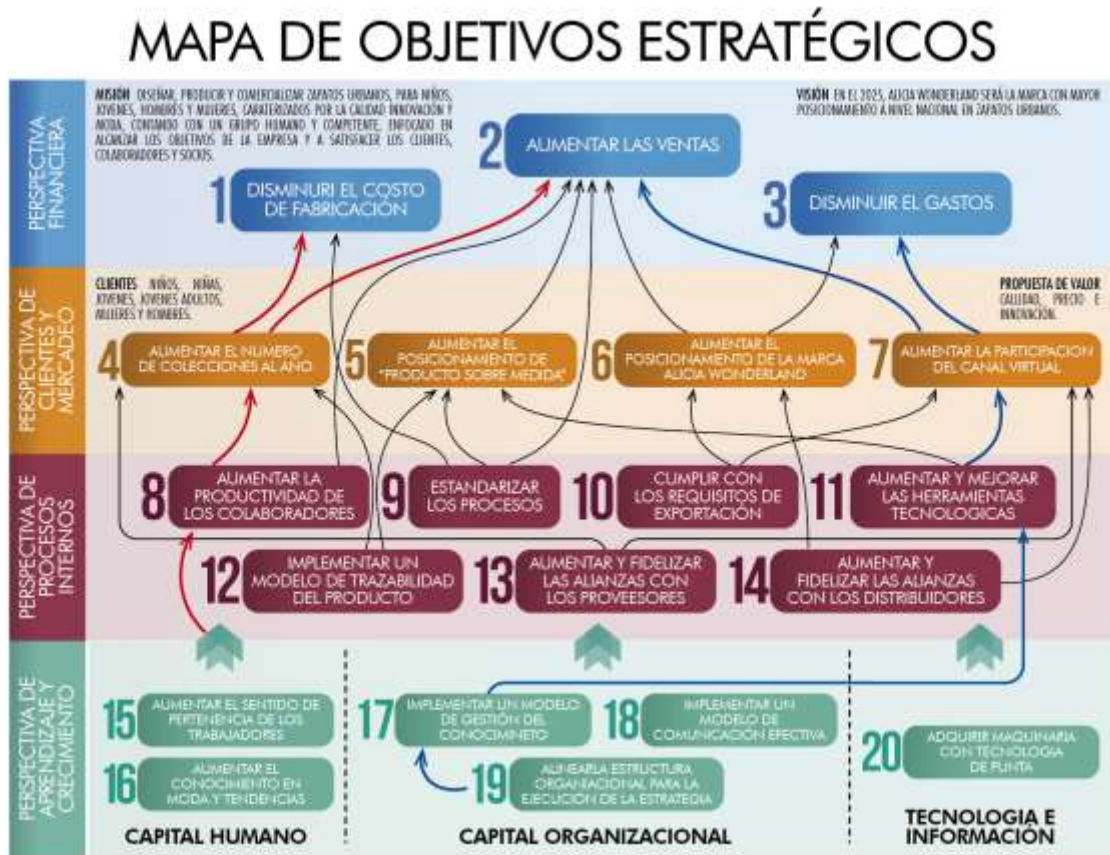 MAPA DE OBJETIVOS ESTRATÉGICOS
PERSPECTIVA
FINANCIERA
MISIÓN DISEÑAR, PRODUCIR Y COMERCIALIZAR ZAPATOS URBANOS, PARA NIÑOS,
JOVENES, HOMBRES Y MUJERES, CARATERIZADOS POR LA CALIDAD INNOVACIÓN Y
MODA, CONTANDO CON UN GRUPO HUMANO Y COMPETENTE, ENFOCADO EN
ALCANZAR LOS OBJETIVOS DE LA EMPRESA Y A SATISFACER LOS CLIENTES,
COLABORADORES Y SOCIOS.
VISIÓN EN EL 2025, ALICIA WONDERLAND SERÁ LA MARCA CON MAYOR
POSICIONAMIENTO A NIVEL NACIONAL EN ZAPATOS URBANOS.
1
DISMINURI EL COSTO
DE FABRICACIÓN
2
AUMENTAR LAS VENTAS
3
DISMINUIR EL GASTOS
PERSPECTIVA DE
CLIENTES Y
MERCADEO
CLIENTES NIÑOS, NIÑAS,
JOVENES, JOVENES ADULTOS,
MUJERES Y HOMBRES.
PROPUESTA DE VALOR
CALIDAD, PRECIO E
INNOVACIÓN.
4
AUMENTAR EL NÚMERO
DE COLECCIONES AL AÑO
5
AUMENTAR EL
POSICIONAMIENTO DE
"PRODUCTO SOBRE MEDIDA"
6
AUMENTAR EL
POSICIONAMIENTO DE LA MARCA
ALICIA WONDERLAND
7
AUMENTAR LA PARTICIPACION
DEL CANAL VIRTUAL
PERSPECTIVA DE
PROCESOS
INTERNOS
8
AUMENTAR LA
PRODUCTIVIDAD DE
LOS COLABORADORES
9
ESTANDARIZAR
LOS PROCESOS
10
CUMPLIR CON
LOS REQUISITOS DE
EXPORTACIÓN
11
AUMENTAR Y MEJORAR
LAS HERRAMIENTAS
TECNOLOGICAS
12
IMPLEMENTAR UN
MODELO DE TRAZABILIDAD
DEL PRODUCTO
13
AUMENTAR Y FIDELIZAR
LAS ALIANZAS CON
LOS PROVEESORES
14
AUMENTAR Y
FIDELIZAR LAS ALIANZAS
CON LOS DISTRIBUIDORES
PERSPECTIVA DE
APRENDIZAJE Y
CRECIMIENTO
15
AUMENTAR EL SENTIDO DE
PERTENENCIA DE LOS
TRABAJADORES
16
AUMENTAR EL
CONOCIMIENTO EN
MODA Y TENDENCIAS
17
IMPLEMENTAR UN MODELO
DE GESTIÓN DEL
CONOCIMINETO
18
IMPLEMENTAR UN
MODELO DE
COMUNICACIÓN EFECTIVA
19
ALINEARLA ESTRUCTURA
ORGANIACIONAL PARA LA
EJECUCIÓN DE LA ESTRATEGIA
20
ADQUIRIR MAQUINARIA
CON TECNOLOGIA
DE PUNTA
CAPITAL HUMANO
CAPITAL ORGANIZACIONAL
TECNOLOGIA E
INFORMACIÓN